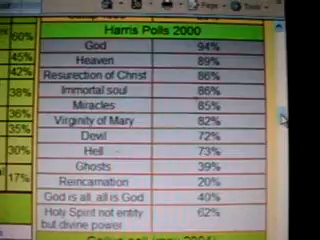 Page Tools
60%
Harris Polls 2000
God 94%
45% Heaven 89%
42% Resurection of Christ 86%
Immortal soul 86%
38% Miracles 85%
36% Virginity of Mary 82%
35% Devil 72%
30% Hell 73%
Ghosts 39%
17% Reincarnation 20%
God is all, all is God 40%
Holy Spirit not entity 62%
but divine power